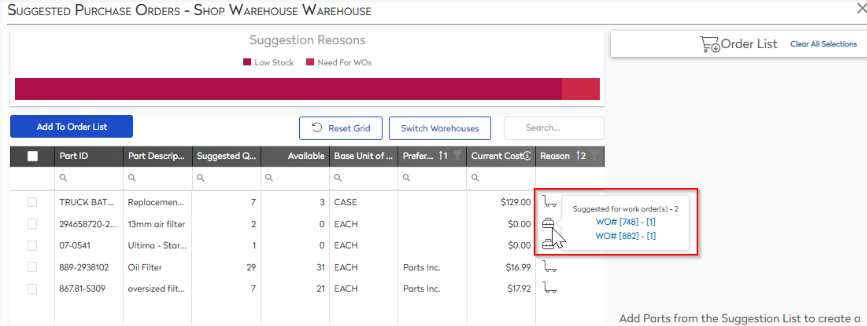 Suggested Purchase Orders - Shop Warehouse Warehouse
Suggestion Reasons
Low Stock Need For WOs
Order List Clear All Selections
Add To Order List Reset Grid Switch Warehouses Search...
Part ID Part Descrip... Suggested Q... Available Base Unit of ... Prefer... 1 Current Cost Reason 2
TRUCK BAT... Replacemen... 7 3 CASE $129.00
294658720-2... 13mm air filter 2 0 EACH $0.00
07-0541 Ultima - Star... 1 0 EACH $0.00
889-2938102 Oil Filter 29 31 EACH Parts Inc. $16.99
867.81-5309 oversized filt... 7 21 EACH Parts Inc. $17.92
Suggested for work order(s) - 2
WO# [748] - [1]
WO# [882] - [1]
Add Parts from the Suggestion List to create a